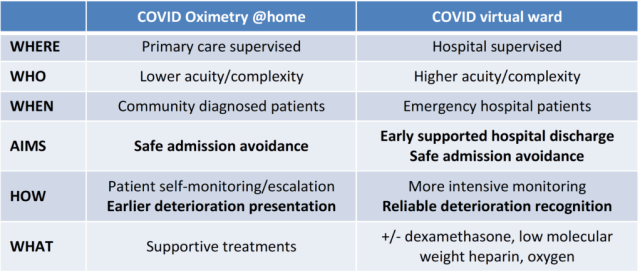 COVID Oximetry @home COVID virtual ward
WHERE Primary care supervised Hospital supervised
WHO Lower acuity/complexity Higher acuity/complexity
WHEN Community diagnosed patients Emergency hospital patients
AIMS Safe admission avoidance Early supported hospital discharge
Safe admission avoidance
HOW Patient self-monitoring/escalation More intensive monitoring
Earlier deterioration presentation Reliable deterioration recognition
WHAT Supportive treatments +/- dexamethasone, low molecular
weight heparin, oxygen